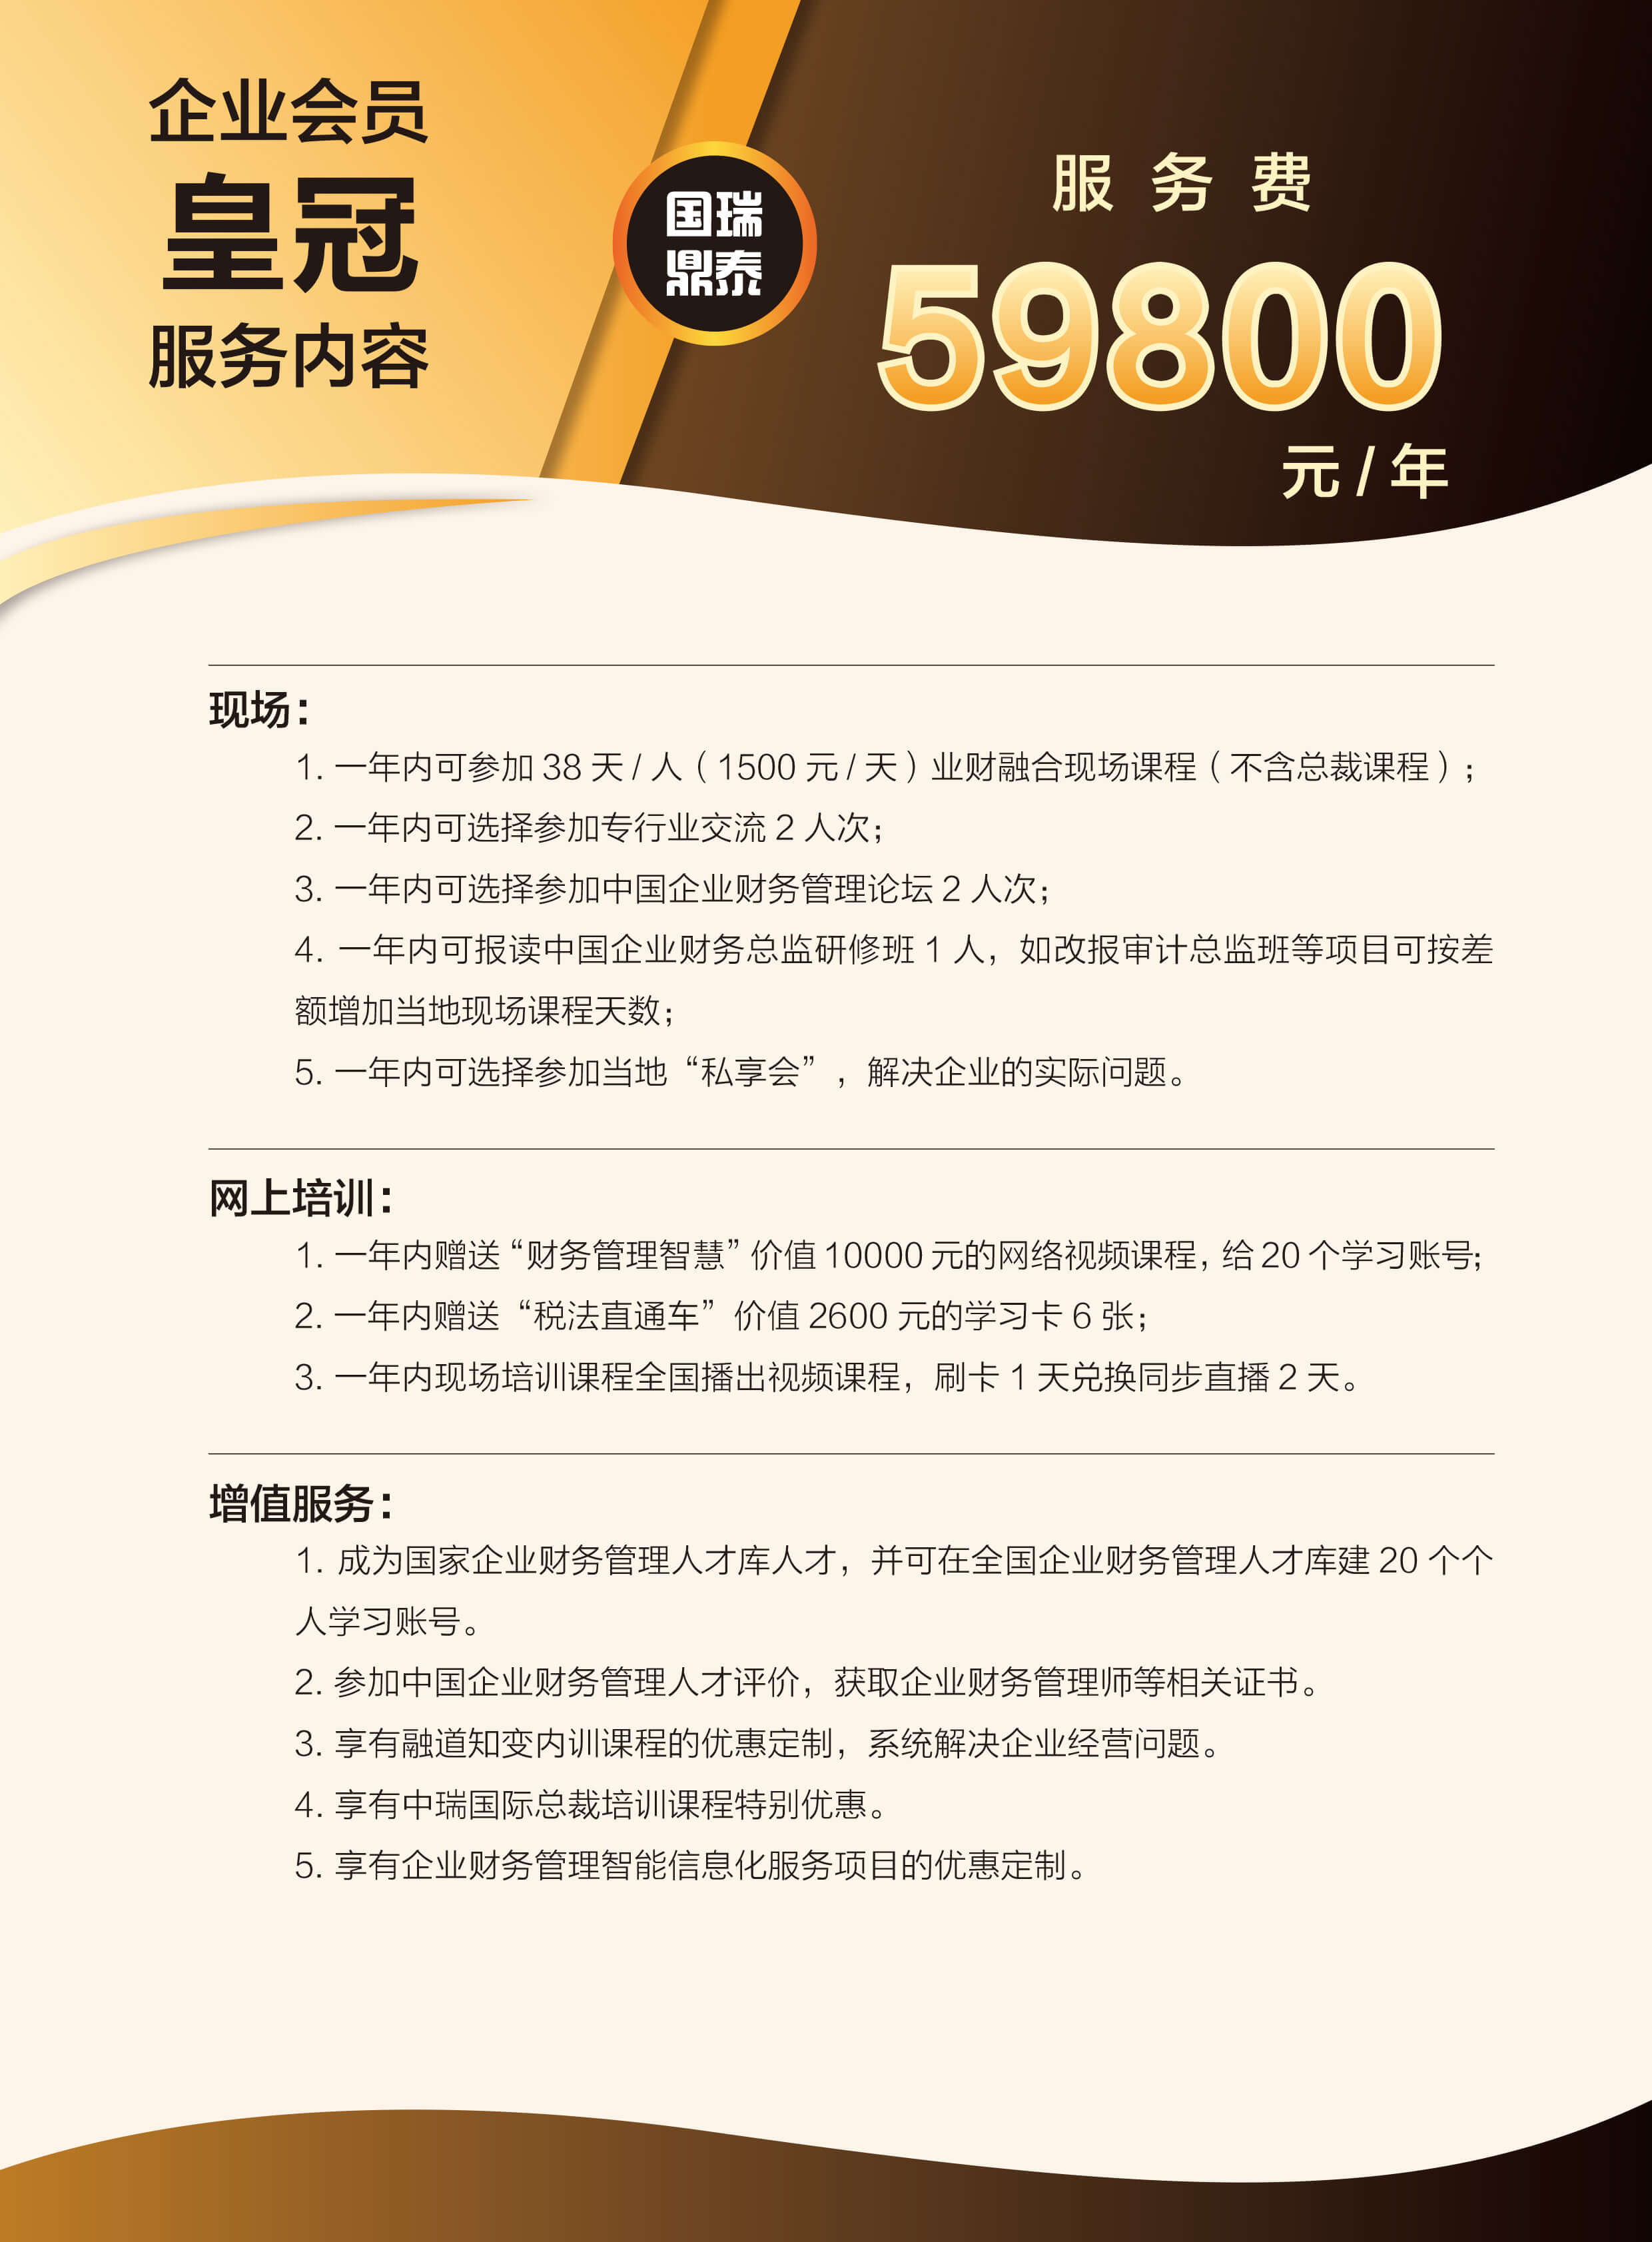 企业会员
皇冠
服务内容
国瑞
鼎泰
服务费
59800
元/年
现场：
1. 一年内可参加 38 天 / 人（1500 元 / 天）业财融合现场课程（不含总裁课程）；
2. 一年内可选择参加专行业交流 2 人次；
3. 一年内可选择参加中国企业财务管理论坛 2 人次；
4. 一年内可报读中国企业财务总监研修班 1 人，如改报审计总监班等项目可按差
额增加当地现场课程天数；
5. 一年内可选择参加当地“私享会”，解决企业的实际问题。
网上培训：
1. 一年内赠送“财务管理智慧”价值 10000 元的网络视频课程，给 20 个学习账号；
2. 一年内赠送“税法直通车”价值 2600 元的学习卡 6 张；
3. 一年内现场培训课程全国播出视频课程，刷卡 1 天兑换同步直播 2 天。
增值服务：
1. 成为国家企业财务管理人才库人才，并可在全国企业财务管理人才库建 20 个个
人学习账号。
2. 参加中国企业财务管理人才评价，获取企业财务管理师等相关证书。
3. 享有融道知变内训课程的优惠定制，系统解决企业经营问题。
4. 享有中瑞国际总裁培训课程特别优惠。
5. 享有企业财务管理智能信息化服务项目的优惠定制。